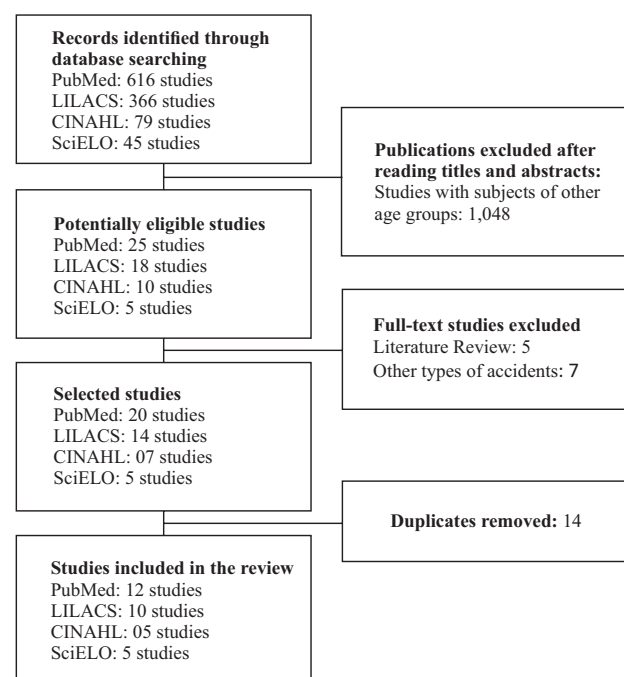 Records identified through
database searching
PubMed: 616 studies
LILACS: 366 studies
CINAHL: 79 studies
SciELO: 45 studies
Publications excluded after
reading titles and abstracts:
Studies with subjects of other
age groups: 1,048
Potentially eligible studies
PubMed: 25 studies
LILACS: 18 studies
CINAHL: 10 studies
SciELO: 5 studies
Full-text studies excluded
Literature Review: 5
Other types of accidents: 7
Selected studies
PubMed: 20 studies
LILACS: 14 studies
CINAHL: 07 studies
SciELO: 5 studies
Duplicates removed: 14
Studies included in the review
PubMed: 12 studies
LILACS: 10 studies
CINAHL: 05 studies
SciELO: 5 studies